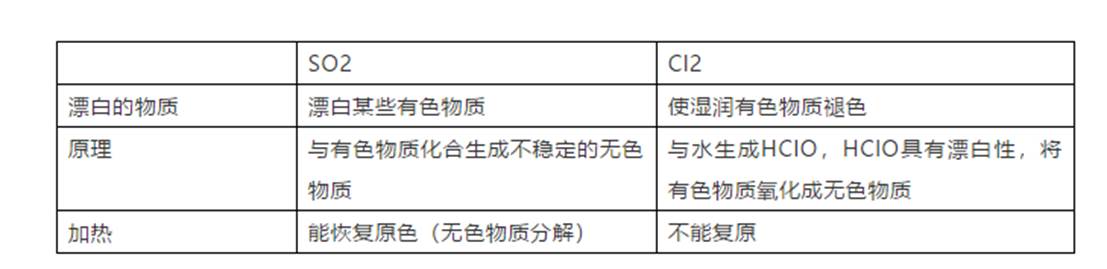 SO2 Cl2
漂白的物质 漂白某些有色物质 使湿润有色物质褪色
原理 与有色物质化合生成不稳定的无色 与水生成HClO，HClO具有漂白性，将
物质 有色物质氧化成无色物质
加热 能恢复原色（无色物质分解） 不能复原